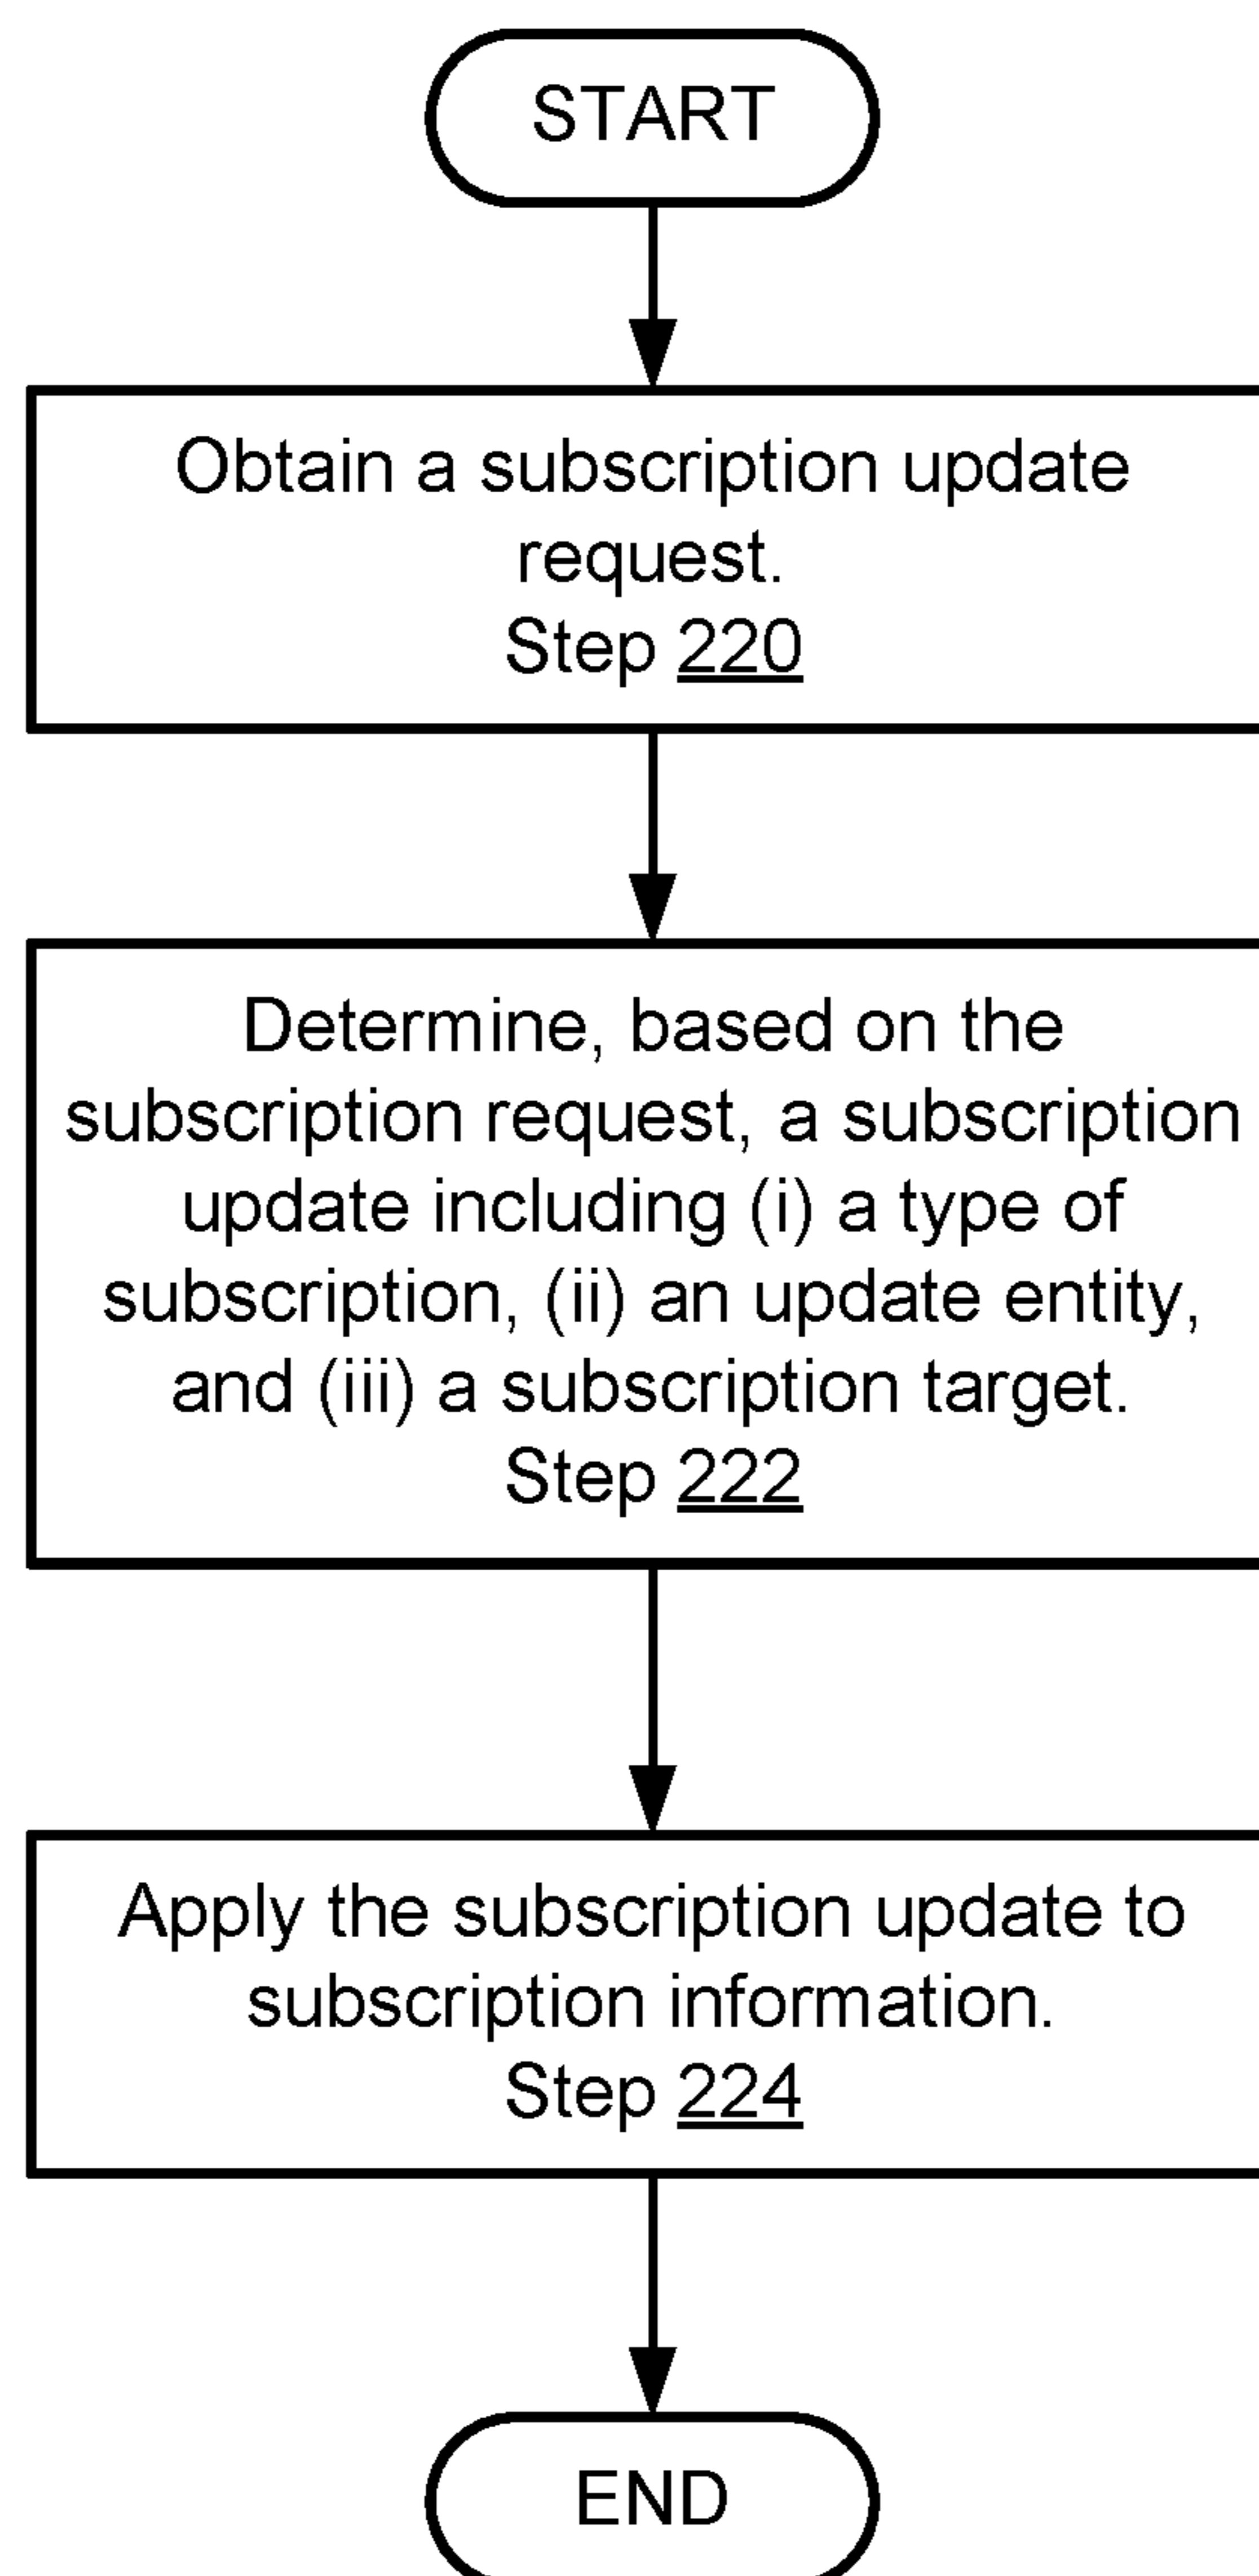 START
Obtain a subscription update
request.
Step 220
Determine, based on the
subscription request, a subscription
update including (i) a type of
subscription, (ii) an update entity,
and (iii) a subscription target.
Step 222
Apply the subscription update to
subscription information.
Step 224
END